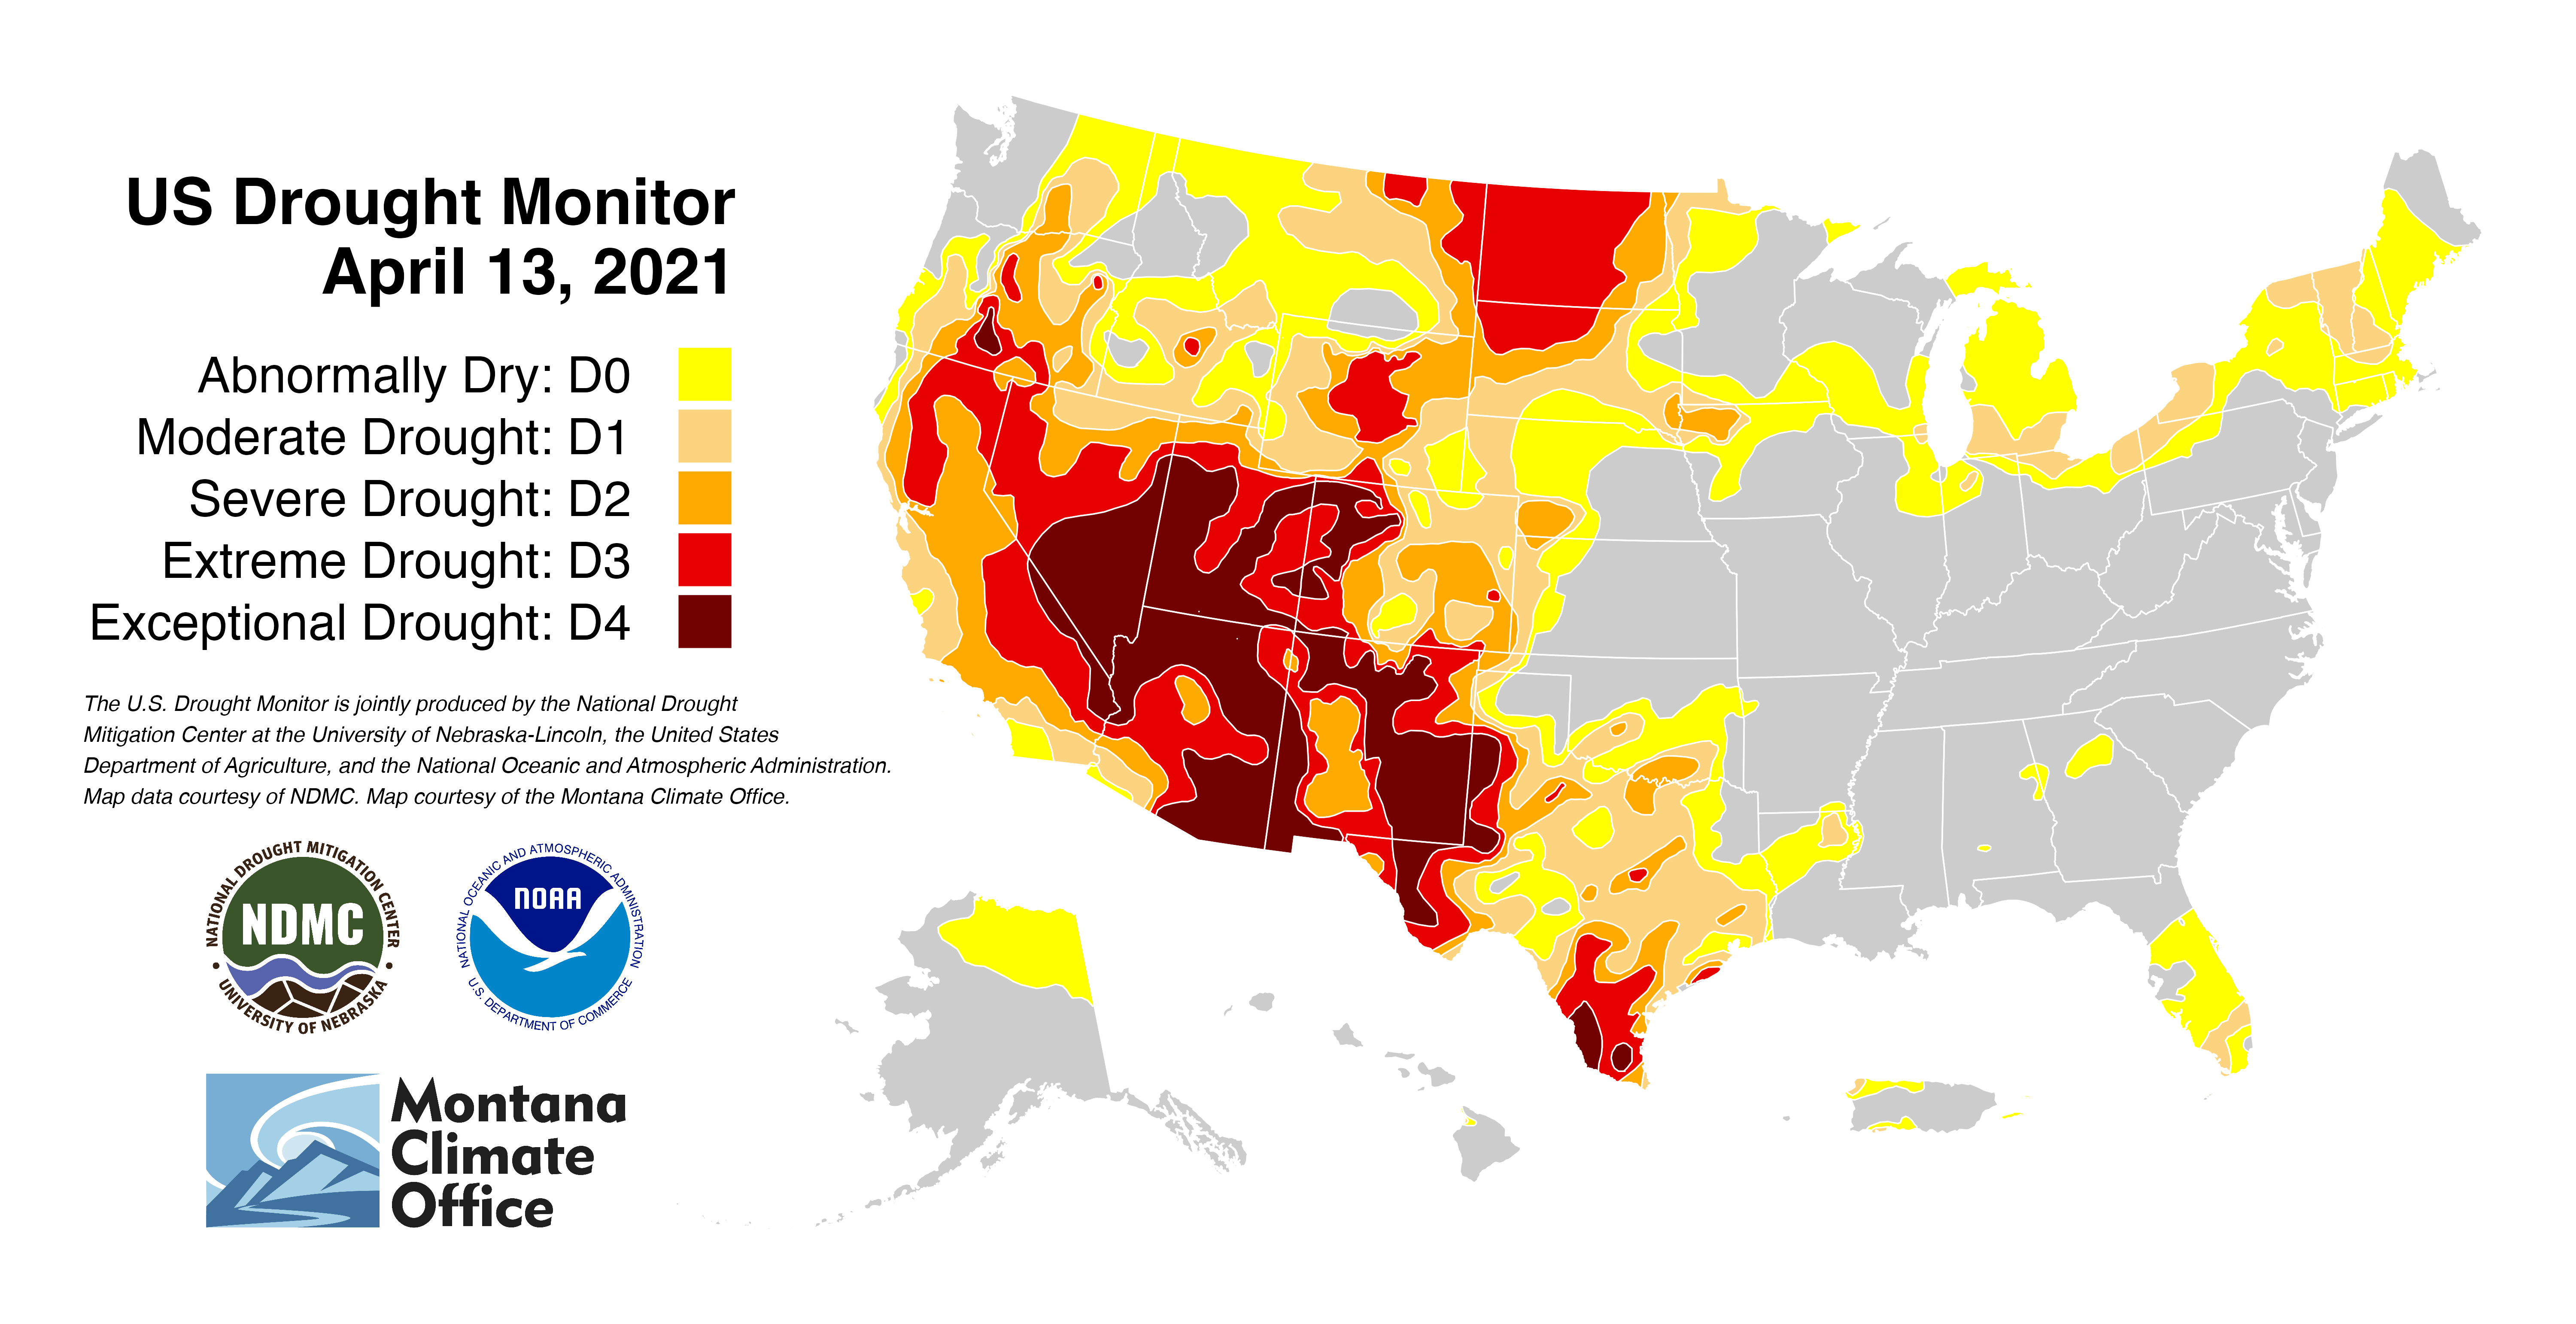 US Drought Monitor
April 13, 2021
Abnormally Dry: D0
Moderate Drought: D1
Severe Drought: D2
Extreme Drought: D3
Exceptional Drought: D4
The U.S. Drought Monitor is jointly produced by the National Drought
Mitigation Center at the University of Nebraska-Lincoln, the United States
Department of Agriculture, and the National Oceanic and Atmospheric Administration.
Map data courtesy of NDMC. Map courtesy of the Montana Climate Office.
NATIONAL DROUGHT MITIGATION CENTER
NDMC
• UNIVERSITY OF NEBRASKA •
NATIONAL OCEANIC AND ATMOSPHERIC ADMINISTRATION
NOAA
U.S. DEPARTMENT OF COMMERCE
Montana
Climate
Office